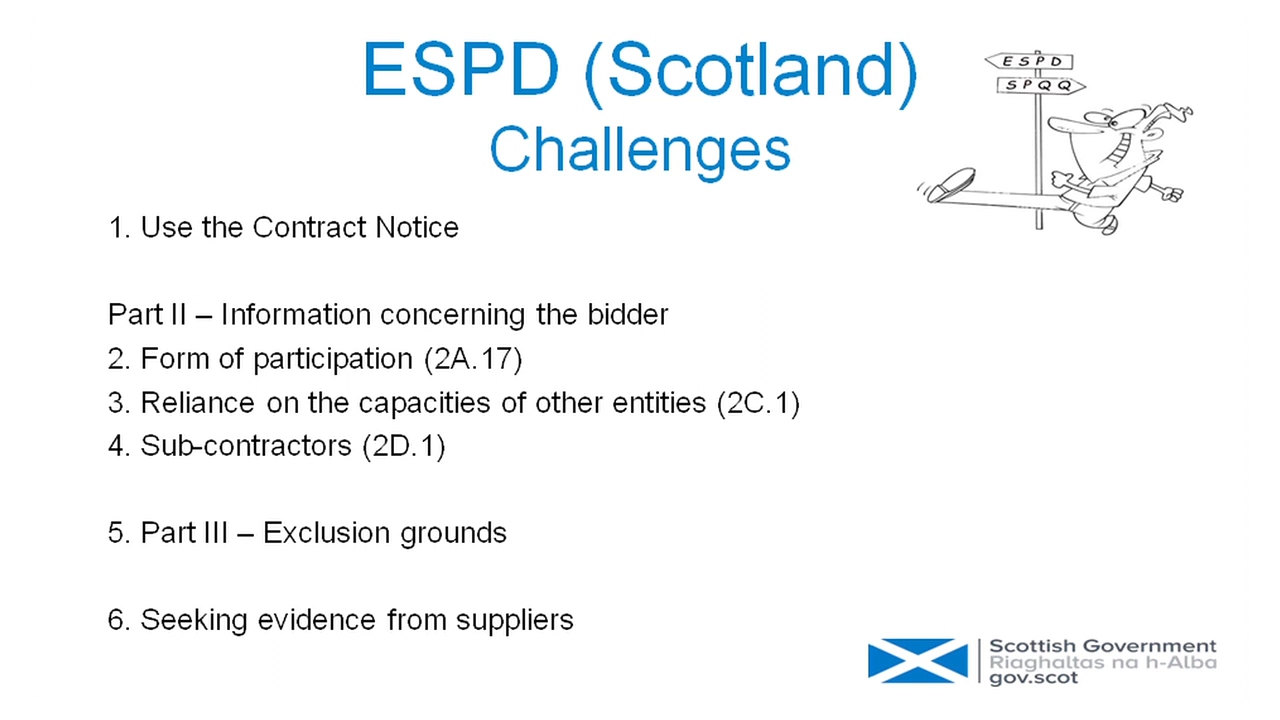 ESPD (Scotland)
Challenges
ESPD
SPQQ
1. Use the Contract Notice
Part II – Information concerning the bidder
2. Form of participation (2A.17)
3. Reliance on the capacities of other entities (2C.1)
4. Sub-contractors (2D.1)
5. Part III – Exclusion grounds
6. Seeking evidence from suppliers
Scottish Government
Riaghaltas na h-Alba
gov.scot